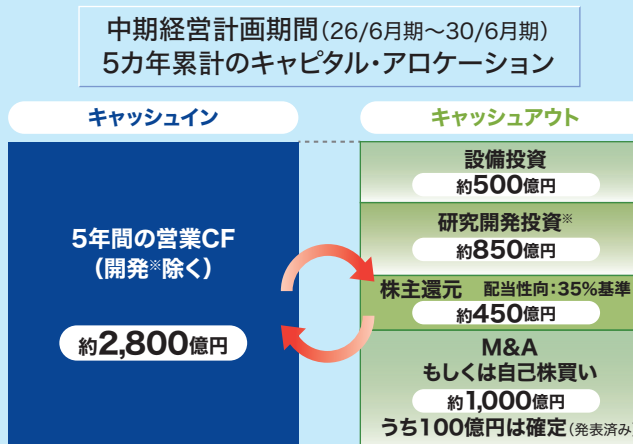 中期経営計画期間(26/6月期~30/6月期)
5カ年累計のキャピタル・アロケーション
キャッシュイン
キャッシュアウト
5年間の営業CF
(開発※除く)
約2,800億円
設備投資
約500億円
研究開発投資※
約850億円
株主還元 配当性向:35%基準
約450億円
M&A
もしくは自己株買い
約1,000億円
うち100億円は確定(発表済み